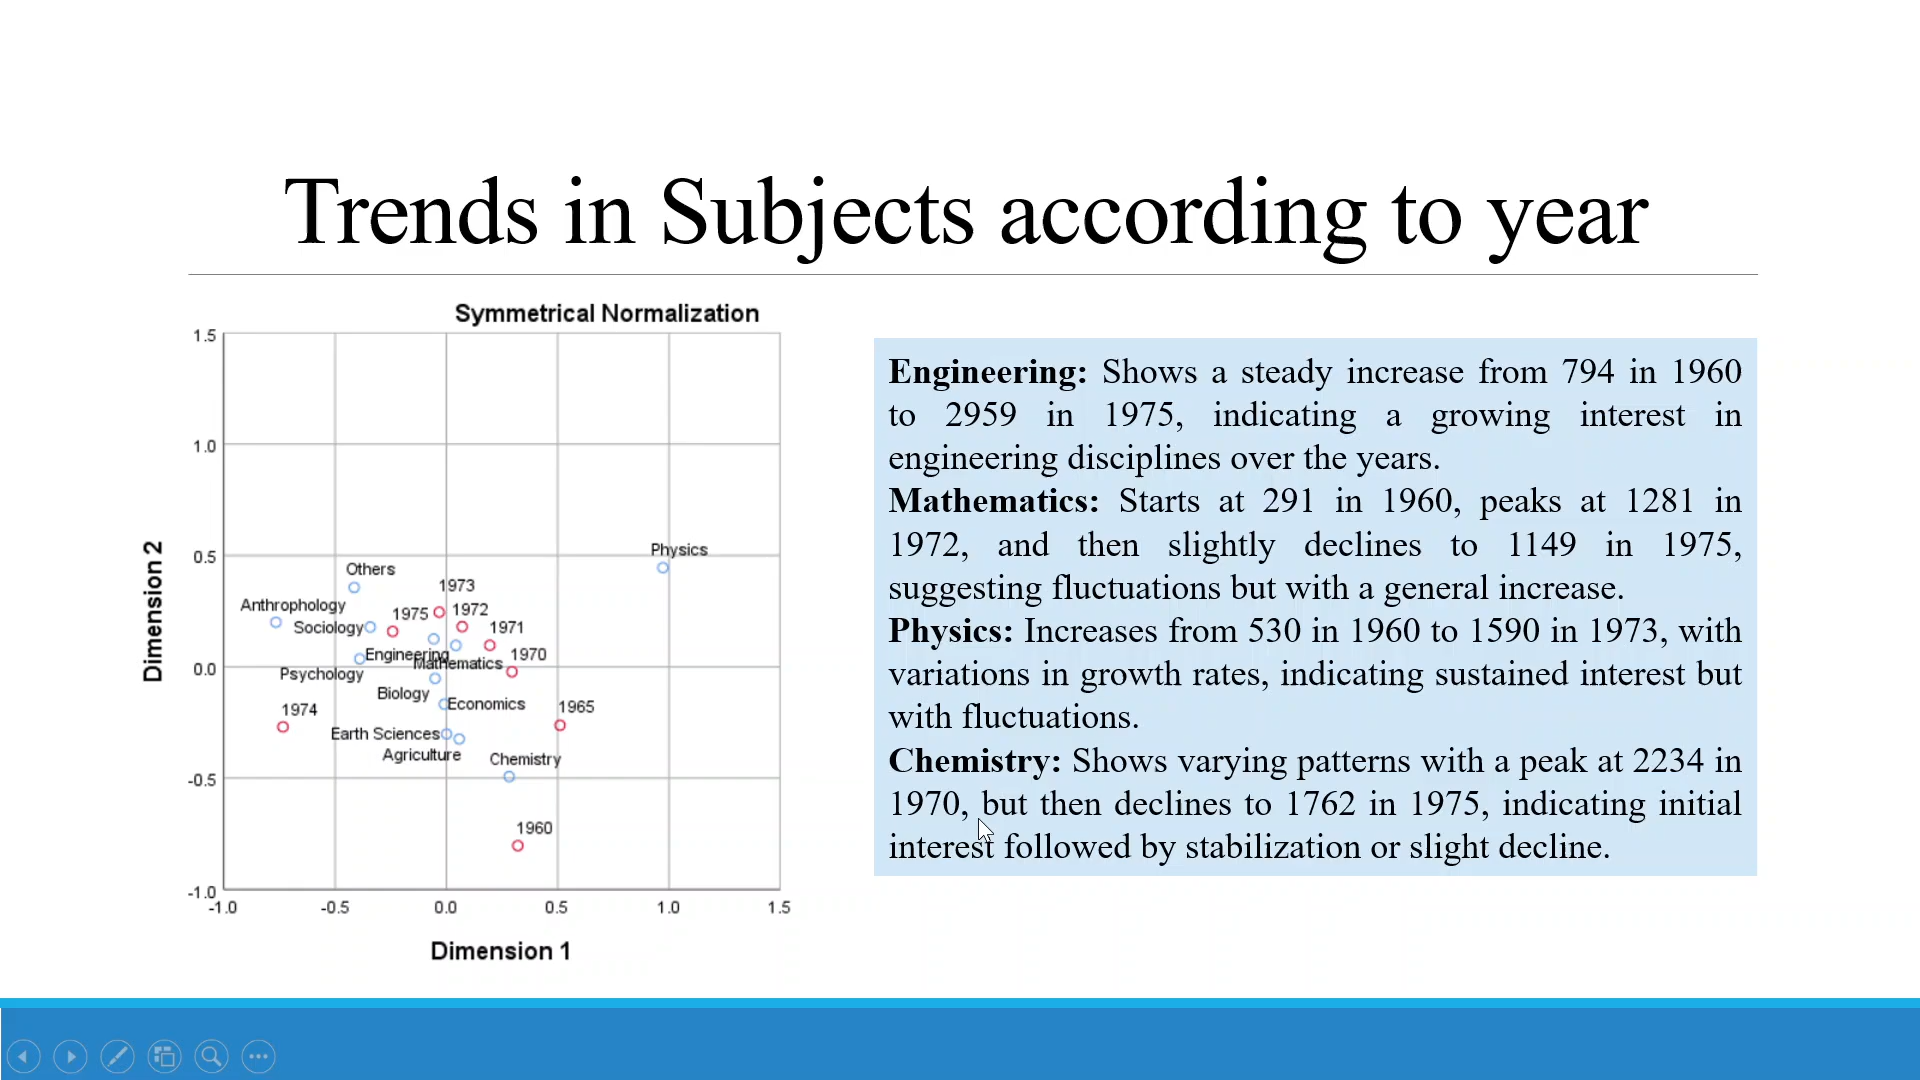 Trends in Subjects according to year
Symmetrical Normalization
1.5
1.0
0.5
0.0
-0.5
-1.0
Dimension 2
Physics
Others
1973
Anthrophology
1975
1972
Sociology
1971
Engineering
Mathematics
1970
Psychology
Biology
Economics
1974
1965
Earth Sciences
Agriculture
Chemistry
1960
-1.0
-0.5
0.0
0.5
1.0
1.5
Dimension 1
Engineering: Shows a steady increase from 794 in 1960
to 2959 in 1975, indicating a growing interest in
engineering disciplines over the years.
Mathematics: Starts at 291 in 1960, peaks at 1281 in
1972, and then slightly declines to 1149 in 1975,
suggesting fluctuations but with a general increase.
Physics: Increases from 530 in 1960 to 1590 in 1973, with
variations in growth rates, indicating sustained interest but
with fluctuations.
Chemistry: Shows varying patterns with a peak at 2234 in
1970, but then declines to 1762 in 1975, indicating initial
interest followed by stabilization or slight decline.